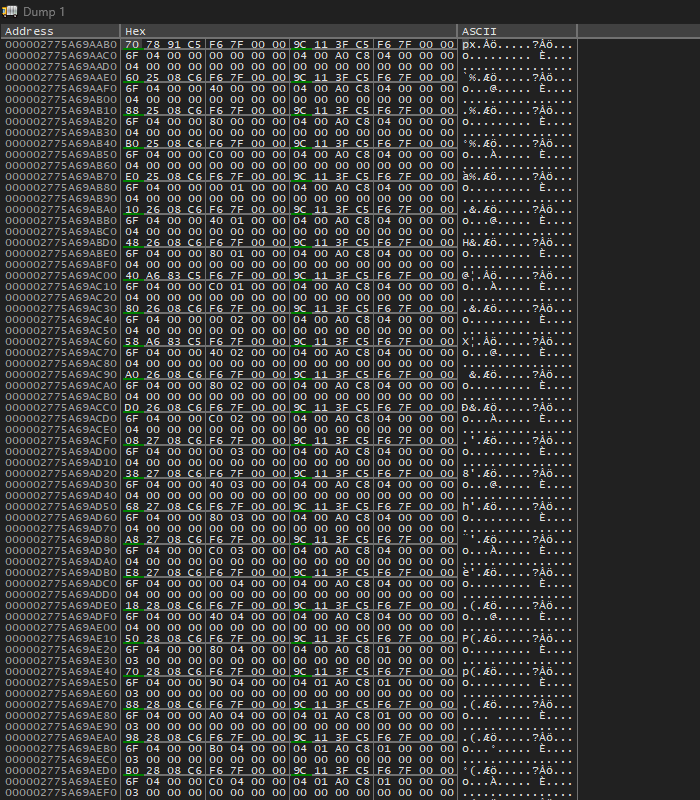 Dump 1
Address Hex ASCII
000002775A69AAB0 70 78 91 C5 F6 7F 00 00 9C 11 3F C5 F6 7F 00 00 px.Åö.....?Åö...
000002775A69AAC0 6F 04 00 00 00 00 00 00 04 00 A0 C8 04 00 00 00 o......... È....
000002775A69AAD0 04 00 00 00 00 00 00 00 00 00 00 00 00 00 00 00 ................
000002775A69AAE0 60 25 08 C6 F6 7F 00 00 9C 11 3F C5 F6 7F 00 00 `%.Æö.....?Åö...
000002775A69AAF0 6F 04 00 00 40 00 00 00 04 00 A0 C8 04 00 00 00 o...@..... È....
000002775A69AB00 04 00 00 00 00 00 00 00 00 00 00 00 00 00 00 00 ................
000002775A69AB10 88 25 08 C6 F6 7F 00 00 9C 11 3F C5 F6 7F 00 00 .%.Æö.....?Åö...
000002775A69AB20 6F 04 00 00 80 00 00 00 04 00 A0 C8 04 00 00 00 o......... È....
000002775A69AB30 04 00 00 00 00 00 00 00 00 00 00 00 00 00 00 00 ................
000002775A69AB40 B0 25 08 C6 F6 7F 00 00 9C 11 3F C5 F6 7F 00 00 °%.Æö.....?Åö...
000002775A69AB50 6F 04 00 00 C0 00 00 00 04 00 A0 C8 04 00 00 00 o...À..... È....
000002775A69AB60 04 00 00 00 00 00 00 00 00 00 00 00 00 00 00 00 ................
000002775A69AB70 E0 25 08 C6 F6 7F 00 00 9C 11 3F C5 F6 7F 00 00 à%.Æö.....?Åö...
000002775A69AB80 6F 04 00 00 00 01 00 00 04 00 A0 C8 04 00 00 00 o......... È....
000002775A69AB90 04 00 00 00 00 00 00 00 00 00 00 00 00 00 00 00 ................
000002775A69ABA0 10 26 08 C6 F6 7F 00 00 9C 11 3F C5 F6 7F 00 00 .&.Æö.....?Åö...
000002775A69ABB0 6F 04 00 00 40 01 00 00 04 00 A0 C8 04 00 00 00 o...@..... È....
000002775A69ABC0 04 00 00 00 00 00 00 00 00 00 00 00 00 00 00 00 ................
000002775A69ABD0 48 26 08 C6 F6 7F 00 00 9C 11 3F C5 F6 7F 00 00 H&.Æö.....?Åö...
000002775A69ABE0 6F 04 00 00 80 01 00 00 04 00 A0 C8 04 00 00 00 o......... È....
000002775A69ABF0 04 00 00 00 00 00 00 00 00 00 00 00 00 00 00 00 ................
000002775A69AC00 40 A6 83 C5 F6 7F 00 00 9C 11 3F C5 F6 7F 00 00 @¦.Åö.....?Åö...
000002775A69AC10 6F 04 00 00 C0 01 00 00 04 00 A0 C8 04 00 00 00 o...À..... È....
000002775A69AC20 04 00 00 00 00 00 00 00 00 00 00 00 00 00 00 00 ................
000002775A69AC30 80 26 08 C6 F6 7F 00 00 9C 11 3F C5 F6 7F 00 00 .&.Æö.....?Åö...
000002775A69AC40 6F 04 00 00 00 02 00 00 04 00 A0 C8 04 00 00 00 o......... È....
000002775A69AC50 04 00 00 00 00 00 00 00 00 00 00 00 00 00 00 00 ................
000002775A69AC60 58 A6 83 C5 F6 7F 00 00 9C 11 3F C5 F6 7F 00 00 X¦.Åö.....?Åö...
000002775A69AC70 6F 04 00 00 40 02 00 00 04 00 A0 C8 04 00 00 00 o...@..... È....
000002775A69AC80 04 00 00 00 00 00 00 00 00 00 00 00 00 00 00 00 ................
000002775A69AC90 A0 26 08 C6 F6 7F 00 00 9C 11 3F C5 F6 7F 00 00  &.Æö.....?Åö...
000002775A69ACA0 6F 04 00 00 80 02 00 00 04 00 A0 C8 04 00 00 00 o......... È....
000002775A69ACB0 04 00 00 00 00 00 00 00 00 00 00 00 00 00 00 00 ................
000002775A69ACC0 D0 26 08 C6 F6 7F 00 00 9C 11 3F C5 F6 7F 00 00 Ð&.Æö.....?Åö...
000002775A69ACD0 6F 04 00 00 C0 02 00 00 04 00 A0 C8 04 00 00 00 o...À..... È....
000002775A69ACE0 04 00 00 00 00 00 00 00 00 00 00 00 00 00 00 00 ................
000002775A69ACF0 08 27 08 C6 F6 7F 00 00 9C 11 3F C5 F6 7F 00 00 .'.Æö.....?Åö...
000002775A69AD00 6F 04 00 00 00 03 00 00 04 00 A0 C8 04 00 00 00 o......... È....
000002775A69AD10 04 00 00 00 00 00 00 00 00 00 00 00 00 00 00 00 ................
000002775A69AD20 38 27 08 C6 F6 7F 00 00 9C 11 3F C5 F6 7F 00 00 8'.Æö.....?Åö...
000002775A69AD30 6F 04 00 00 40 03 00 00 04 00 A0 C8 04 00 00 00 o...@..... È....
000002775A69AD40 04 00 00 00 00 00 00 00 00 00 00 00 00 00 00 00 ................
000002775A69AD50 68 27 08 C6 F6 7F 00 00 9C 11 3F C5 F6 7F 00 00 h'.Æö.....?Åö...
000002775A69AD60 6F 04 00 00 80 03 00 00 04 00 A0 C8 04 00 00 00 o......... È....
000002775A69AD70 04 00 00 00 00 00 00 00 00 00 00 00 00 00 00 00 ................
000002775A69AD80 A8 27 08 C6 F6 7F 00 00 9C 11 3F C5 F6 7F 00 00 ¨'.Æö.....?Åö...
000002775A69AD90 6F 04 00 00 C0 03 00 00 04 00 A0 C8 04 00 00 00 o...À..... È....
000002775A69ADA0 04 00 00 00 00 00 00 00 00 00 00 00 00 00 00 00 ................
000002775A69ADB0 E8 27 08 C6 F6 7F 00 00 9C 11 3F C5 F6 7F 00 00 è'.Æö.....?Åö...
000002775A69ADC0 6F 04 00 00 00 04 00 00 04 00 A0 C8 04 00 00 00 o......... È....
000002775A69ADD0 04 00 00 00 00 00 00 00 00 00 00 00 00 00 00 00 ................
000002775A69ADE0 18 28 08 C6 F6 7F 00 00 9C 11 3F C5 F6 7F 00 00 .(.Æö.....?Åö...
000002775A69ADF0 6F 04 00 00 40 04 00 00 04 00 A0 C8 04 00 00 00 o...@..... È....
000002775A69AE00 04 00 00 00 00 00 00 00 00 00 00 00 00 00 00 00 ................
000002775A69AE10 50 28 08 C6 F6 7F 00 00 9C 11 3F C5 F6 7F 00 00 P(.Æö.....?Åö...
000002775A69AE20 6F 04 00 00 80 04 00 00 04 00 A0 C8 01 00 00 00 o......... È....
000002775A69AE30 03 00 00 00 00 00 00 00 00 00 00 00 00 00 00 00 ................
000002775A69AE40 70 28 08 C6 F6 7F 00 00 9C 11 3F C5 F6 7F 00 00 p(.Æö.....?Åö...
000002775A69AE50 6F 04 00 00 90 04 00 00 04 01 A0 C8 01 00 00 00 o......... È....
000002775A69AE60 03 00 00 00 00 00 00 00 00 00 00 00 00 00 00 00 ................
000002775A69AE70 88 28 08 C6 F6 7F 00 00 9C 11 3F C5 F6 7F 00 00 .(.Æö.....?Åö...
000002775A69AE80 6F 04 00 00 A0 04 00 00 04 01 A0 C8 01 00 00 00 o... ..... È....
000002775A69AE90 03 00 00 00 00 00 00 00 00 00 00 00 00 00 00 00 ................
000002775A69AEA0 98 28 08 C6 F6 7F 00 00 9C 11 3F C5 F6 7F 00 00 .(.Æö.....?Åö...
000002775A69AEB0 6F 04 00 00 B0 04 00 00 04 01 A0 C8 01 00 00 00 o...°..... È....
000002775A69AEC0 03 00 00 00 00 00 00 00 00 00 00 00 00 00 00 00 ................
000002775A69AED0 B0 28 08 C6 F6 7F 00 00 9C 11 3F C5 F6 7F 00 00 °(.Æö.....?Åö...
000002775A69AEE0 6F 04 00 00 C0 04 00 00 04 01 A0 C8 01 00 00 00 o...À..... È....
000002775A69AEF0 03 00 00 00 00 00 00 00 00 00 00 00 00 00 00 00 ................